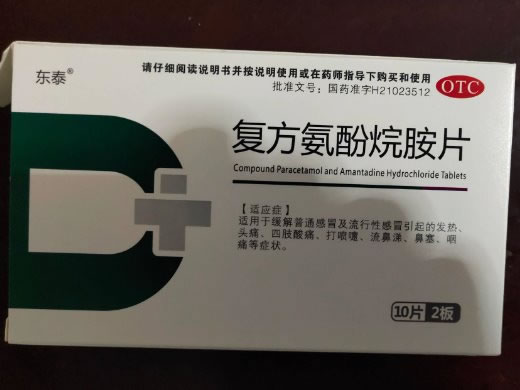 东泰®
请仔细阅读说明书并按说明使用或在药师指导下购买和使用
批准文号：国药准字H21023512
OTC
复方氨酚烷胺片
Compound Paracetamol and Amantadine Hydrochloride Tablets
【适应症】
适用于缓解普通感冒及流行性感冒引起的发热、
头痛、四肢酸痛、打喷嚏、流鼻涕、鼻塞、咽
痛等症状。
10片/2板